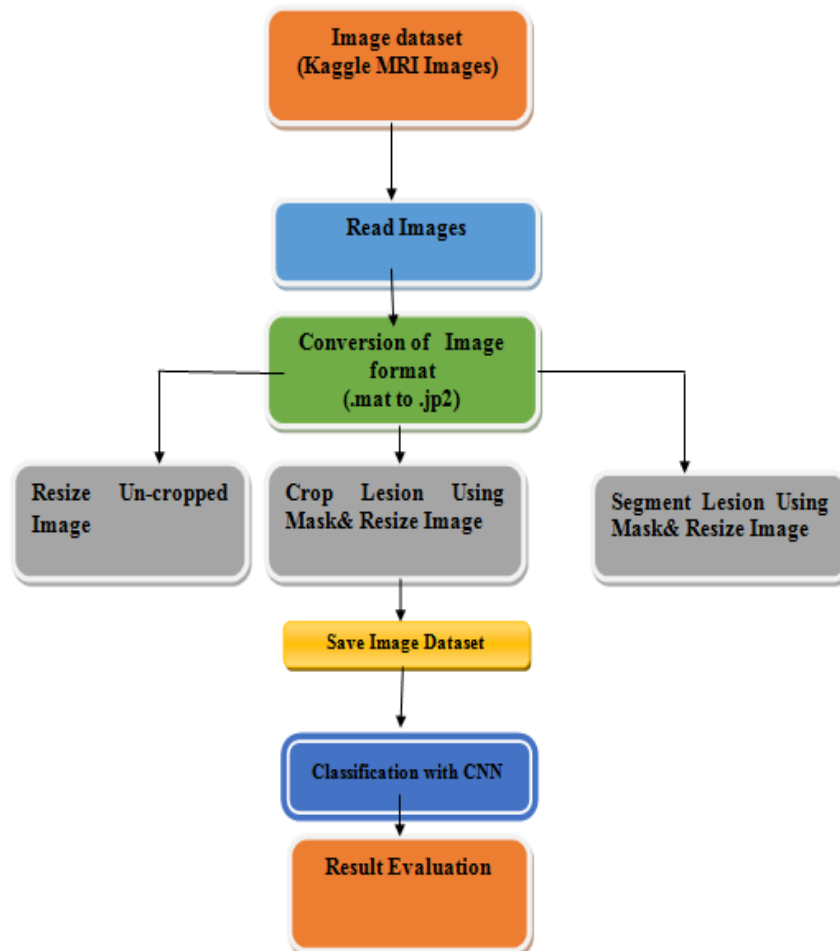 Image dataset
(Kaggle MRI Images)
Read Images
Conversion of Image
format
(.mat to .jp2)
Resize Un-cropped
Image
Crop Lesion Using
Mask& Resize Image
Segment Lesion Using
Mask& Resize Image
Save Image Dataset
Classification with CNN
Result Evaluation